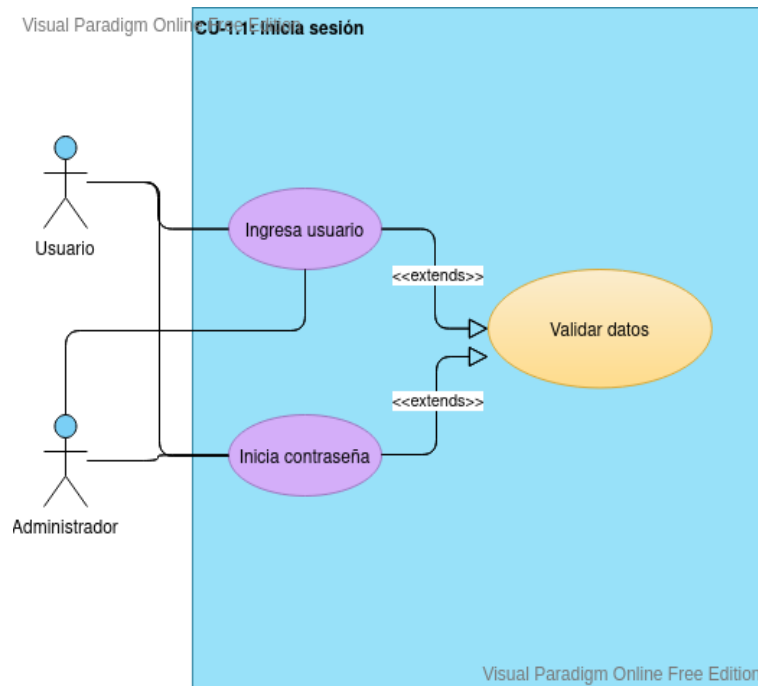 Visual Paradigm Online Free Edition
CU-1.1: Inicia sesión
Usuario
Ingresa usuario
<<extends>>
Validar datos
<<extends>>
Inicia contraseña
Administrador
Visual Paradigm Online Free Edition